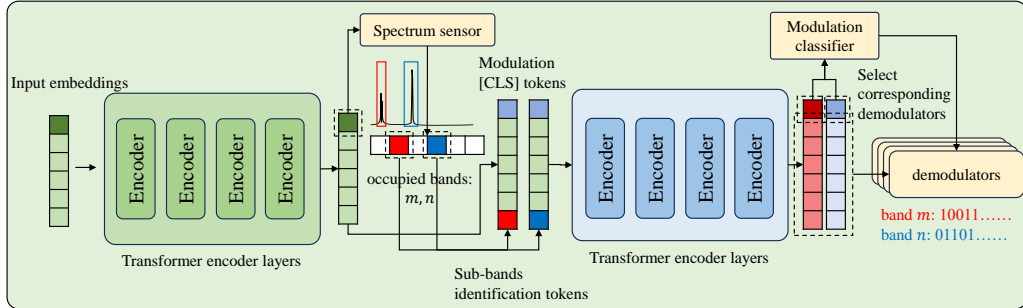 Input embeddings
Encoder
Encoder
Encoder
Encoder
Transformer encoder layers
Spectrum sensor
occupied bands:
m, n
Modulation
[CLS] tokens
Sub-bands
identification tokens
Encoder
Encoder
Encoder
Encoder
Transformer encoder layers
Modulation
classifier
Select
corresponding
demodulators
demodulators
band m: 10011……
band n: 01101……